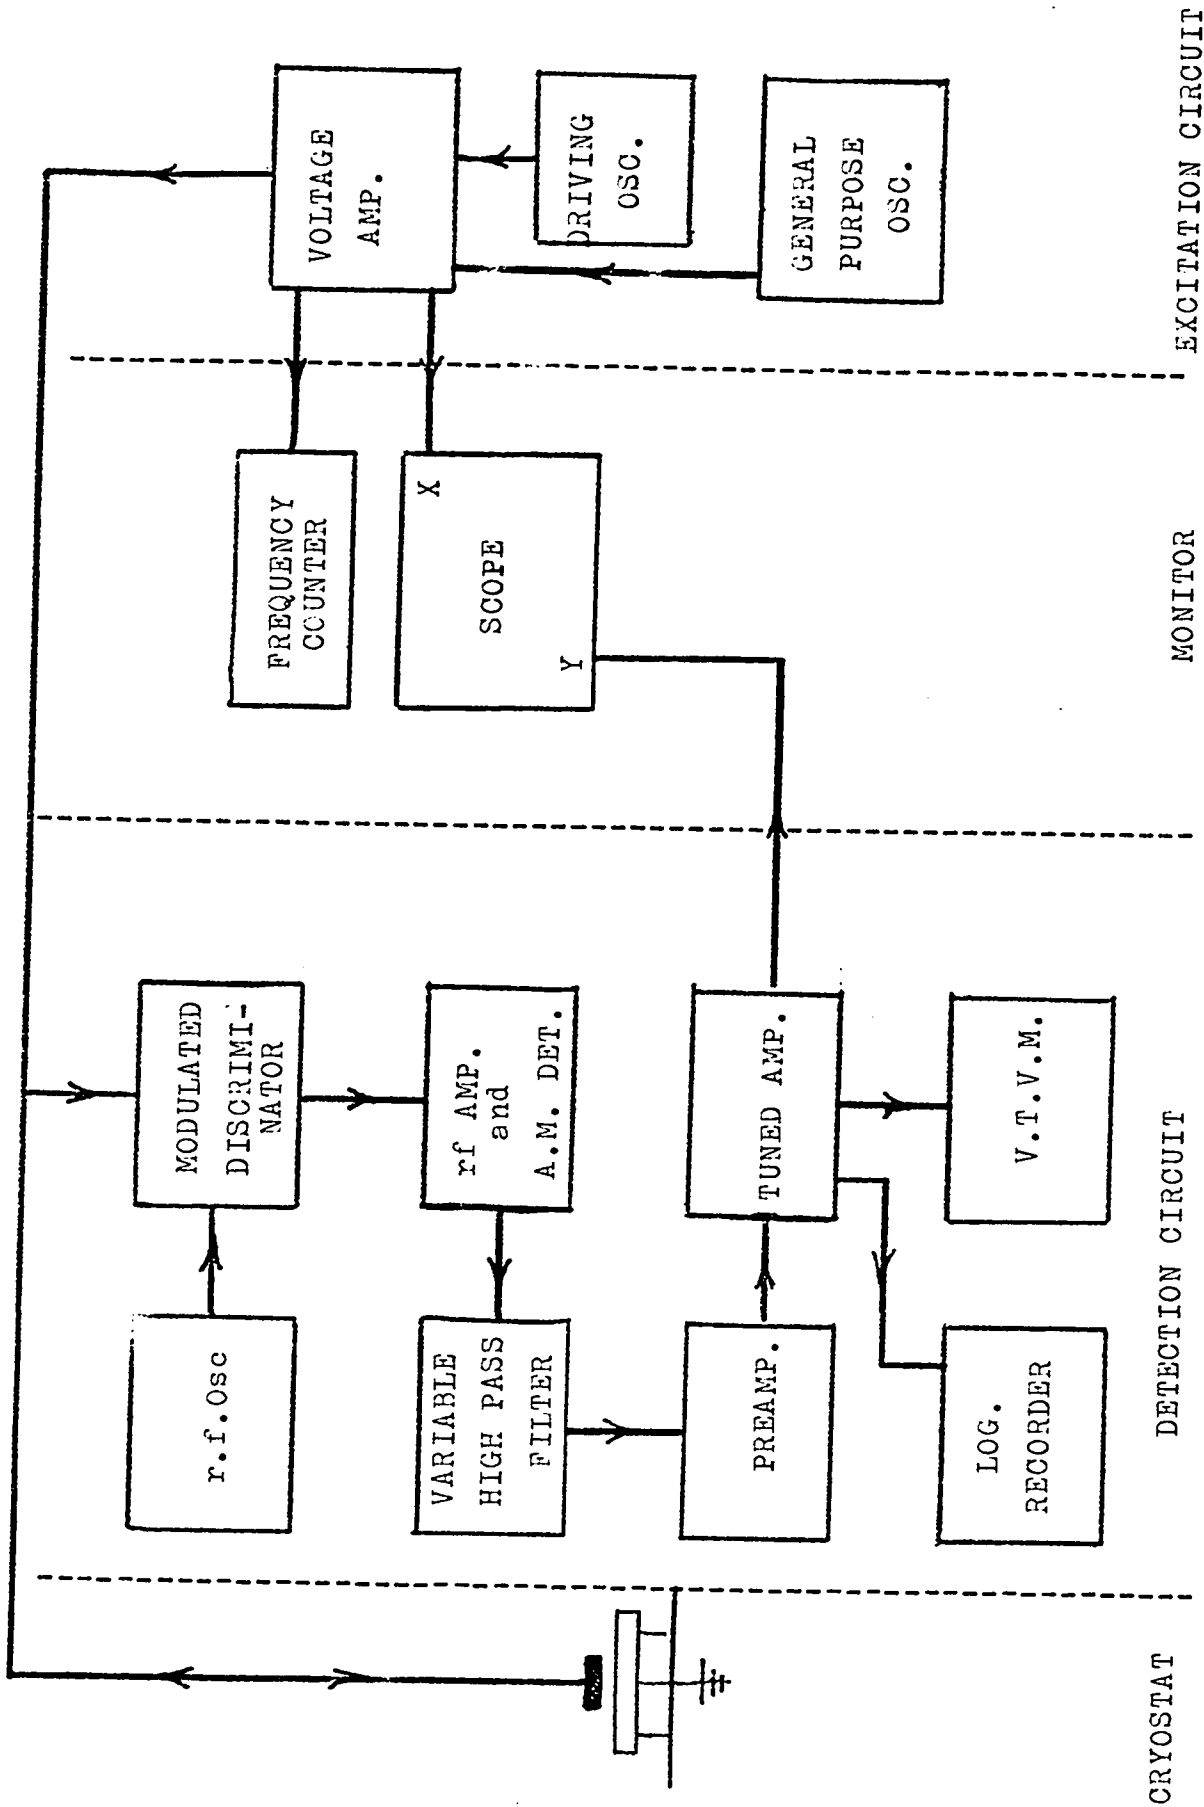 r.f.Osc
MODULATED
DISCRIMI-
NATOR
VARIABLE
HIGH PASS
FILTER
rf AMP.
and
A.M. DET.
PREAMP.
TUNED AMP.
LOG.
RECORDER
V.T.V.M.
FREQUENCY
COUNTER
X
SCOPE
Y
VOLTAGE
AMP.
DRIVING
OSC.
GENERAL
PURPOSE
OSC.
CRYOSTAT
DETECTION CIRCUIT
MONITOR
EXCITATION CIRCUIT